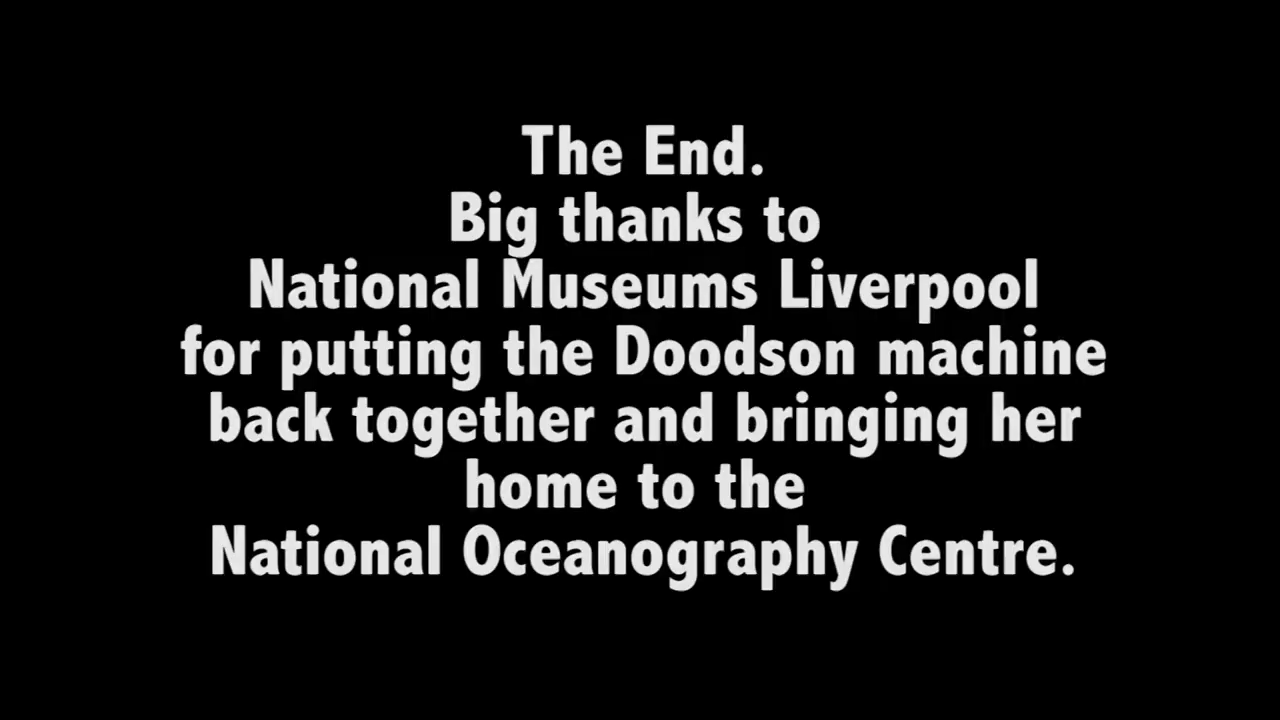 The End.
Big thanks to
National Museums Liverpool
for putting the Doodson machine
back together and bringing her
home to the
National Oceanography Centre.